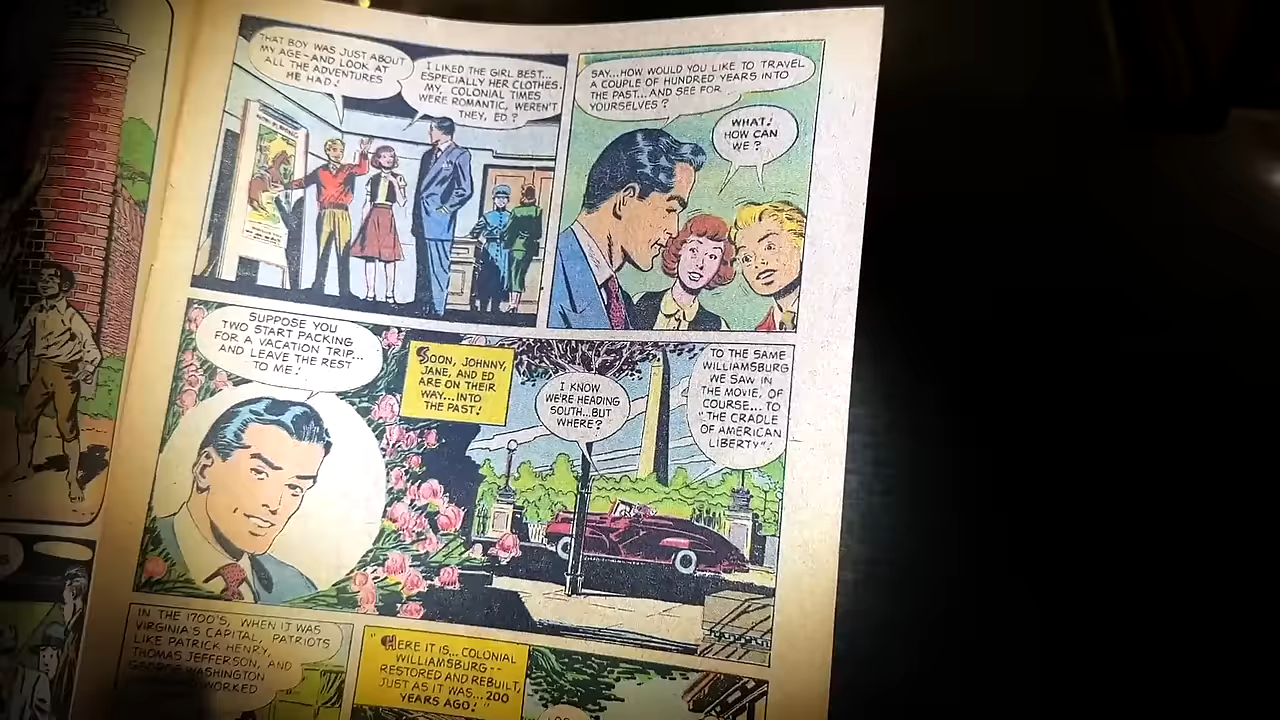 THAT BOY WAS JUST ABOUT
MY AGE—AND LOOK AT
ALL THE ADVENTURES
HE HAD!
I LIKED THE GIRL BEST...
ESPECIALLY HER CLOTHES.
MY, COLONIAL TIMES
WERE ROMANTIC, WEREN'T
THEY, ED?
SAY...HOW WOULD YOU LIKE TO TRAVEL
A COUPLE OF HUNDRED YEARS INTO
THE PAST...AND SEE FOR
YOURSELVES?
WHAT!
HOW CAN
WE?
SUPPOSE YOU
TWO START PACKING
FOR A VACATION TRIP...
AND LEAVE THE REST
TO ME!
SOON, JOHNNY,
JANE, AND ED
ARE ON THEIR
WAY...INTO
THE PAST!
I KNOW
WE'RE HEADING
SOUTH...BUT
WHERE?
TO THE SAME
WILLIAMSBURG
WE SAW IN
THE MOVIE, OF
COURSE... TO
"THE CRADLE
OF AMERICAN
LIBERTY"!
IN THE 1700'S, WHEN IT WAS
VIRGINIA'S CAPITAL, PATRIOTS
LIKE PATRICK HENRY,
THOMAS JEFFERSON, AND
GEORGE WASHINGTON
WORKED
"HERE IT IS... COLONIAL
WILLIAMSBURG--
RESTORED AND REBUILT,
JUST AS IT WAS...200
YEARS AGO!"